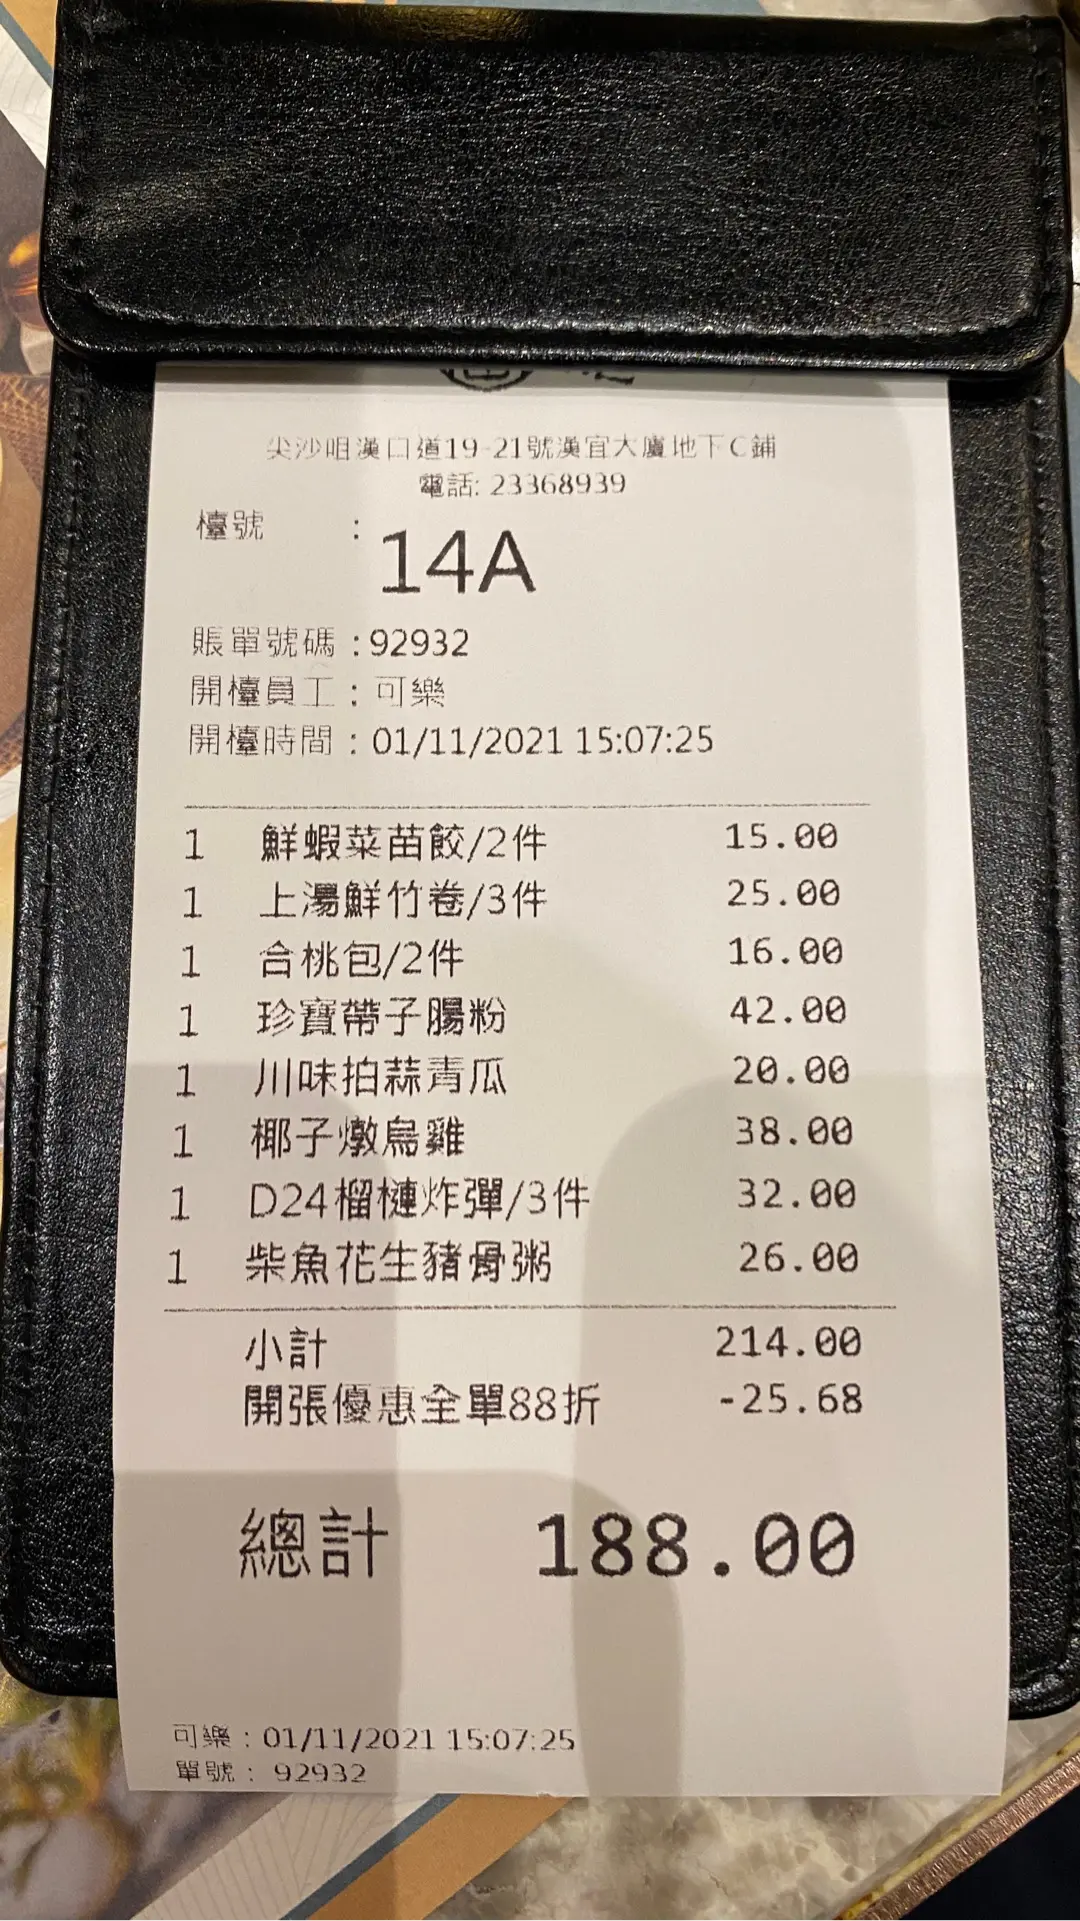 尖沙咀漢口道19-21號漢宜大廈地下C鋪
電話: 23368939
檯號 : 14A
賬單號碼 : 92932
開檯員工 : 可樂
開檯時間 : 01/11/2021 15:07:25
1 鮮蝦菜苗餃/2件 15.00
1 上湯鮮竹卷/3件 25.00
1 合桃包/2件 16.00
1 珍寶帶子腸粉 42.00
1 川味拍蒜青瓜 20.00
1 椰子燉烏雞 38.00
1 D24榴槤炸彈/3件 32.00
1 柴魚花生豬骨粥 26.00
小計 214.00
開張優惠全單88折 -25.68
總計 188.00
可樂 : 01/11/2021 15:07:25
單號 : 92932